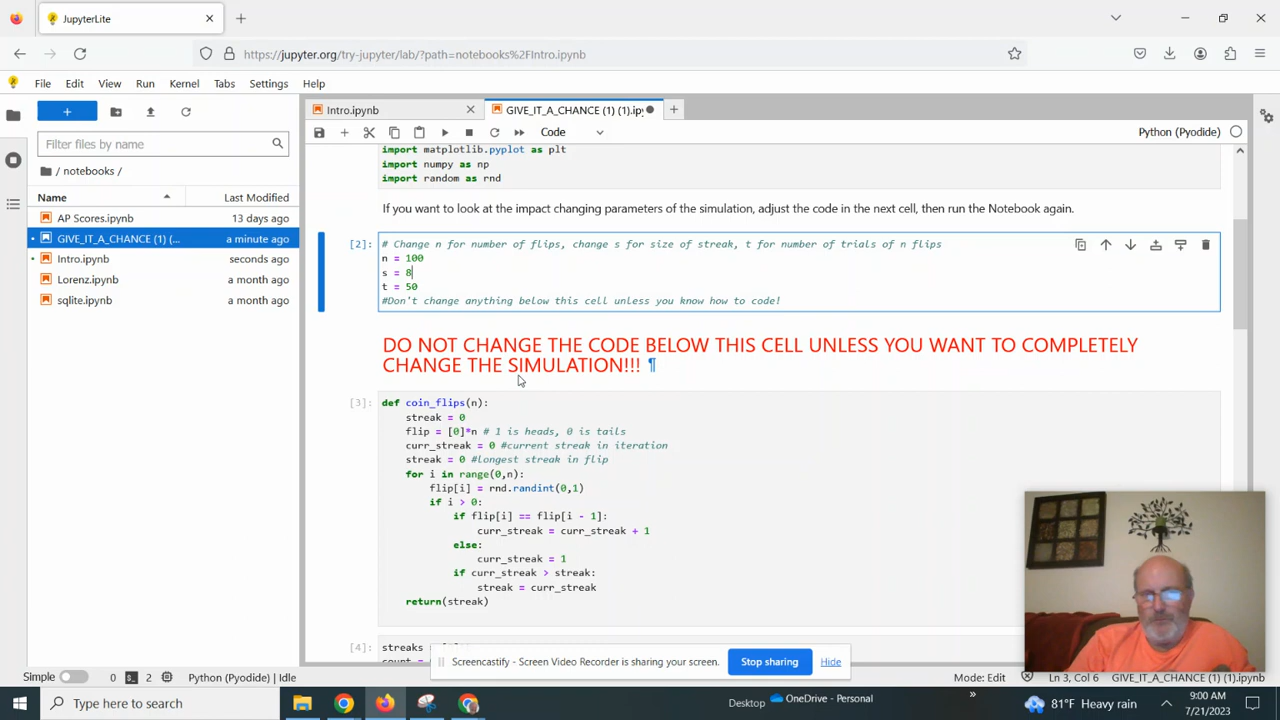 JupyterLite
https://jupyter.org/try-jupyter/lab/?path=notebooks%2FIntro.ipynb
File Edit View Run Kernel Tabs Settings Help
Intro.ipynb
GIVE_IT_A_CHANCE (1) (1).ipy
Code
Python (Pyodide)
Filter files by name
/ notebooks /
Name Last Modified
AP Scores.ipynb 13 days ago
GIVE_IT_A_CHANCE (1) (... a minute ago
Intro.ipynb seconds ago
Lorenz.ipynb a month ago
sqlite.ipynb a month ago
import matplotlib.pyplot as plt
import numpy as np
import random as rnd
If you want to look at the impact changing parameters of the simulation, adjust the code in the next cell, then run the Notebook again.
[2]: # Change n for number of flips, change s for size of streak, t for number of trials of n flips
n = 100
s = 8
t = 50
#Don't change anything below this cell unless you know how to code!
DO NOT CHANGE THE CODE BELOW THIS CELL UNLESS YOU WANT TO COMPLETELY
CHANGE THE SIMULATION!!! ¶
[3]: def coin_flips(n):
streak = 0
flip = [0]*n # 1 is heads, 0 is tails
curr_streak = 0 #current streak in iteration
streak = 0 #longest streak in flip
for i in range(0,n):
flip[i] = rnd.randint(0,1)
if i > 0:
if flip[i] == flip[i - 1]:
curr_streak = curr_streak + 1
else:
curr_streak = 1
if curr_streak > streak:
streak = curr_streak
return(streak)
[4]: streaks
Screencastify - Screen Video Recorder is sharing your screen. Stop sharing Hide
Simple 0 2 Python (Pyodide) | Idle Mode: Edit Ln 3, Col 6 GIVE_IT_A_CHANCE (1) (1).ipynb
Type here to search
Desktop OneDrive - Personal
81°F Heavy rain
9:00 AM
7/21/2023